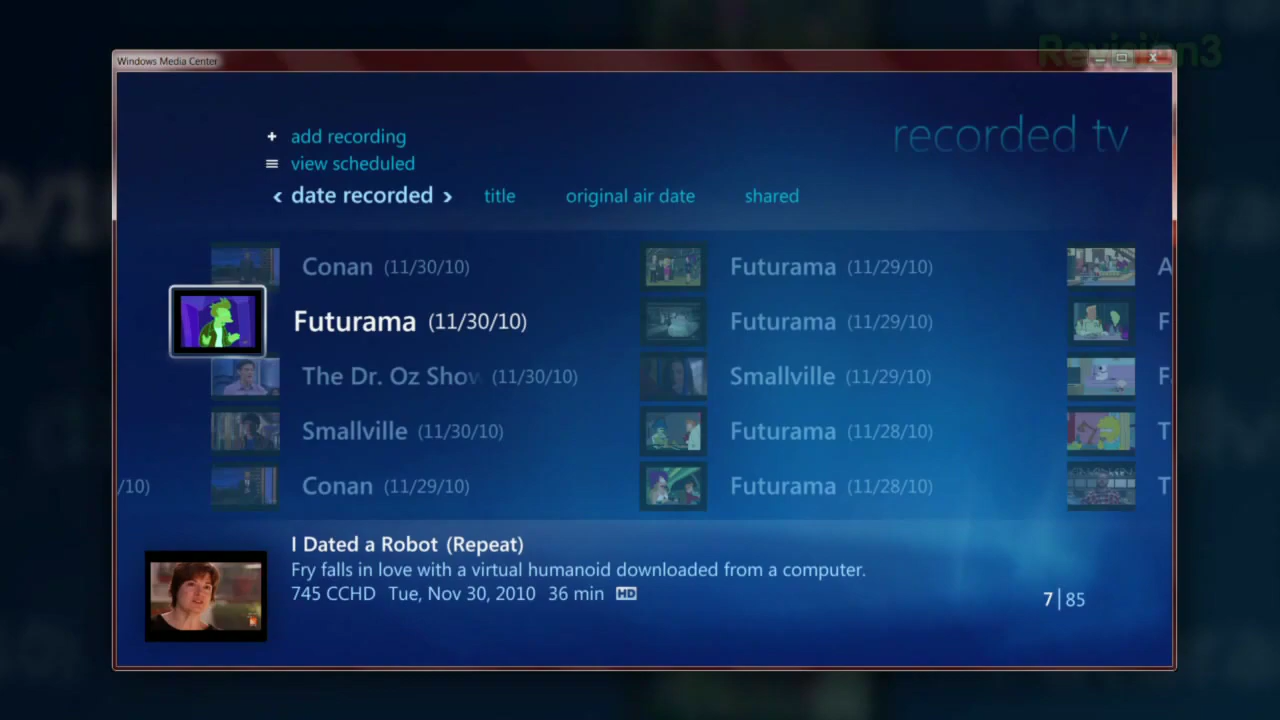 Revision3
Windows Media Center
recorded tv
+ add recording
≡ view scheduled
< date recorded > title original air date shared
Conan (11/30/10) Futurama (11/29/10) A
Futurama (11/30/10) Futurama (11/29/10) F
The Dr. Oz Show (11/30/10) Smallville (11/29/10) F
Smallville (11/30/10) Futurama (11/28/10) T
/10) Conan (11/29/10) Futurama (11/28/10) T
I Dated a Robot (Repeat)
Fry falls in love with a virtual humanoid downloaded from a computer.
745 CCHD Tue, Nov 30, 2010 36 min HD
7|85